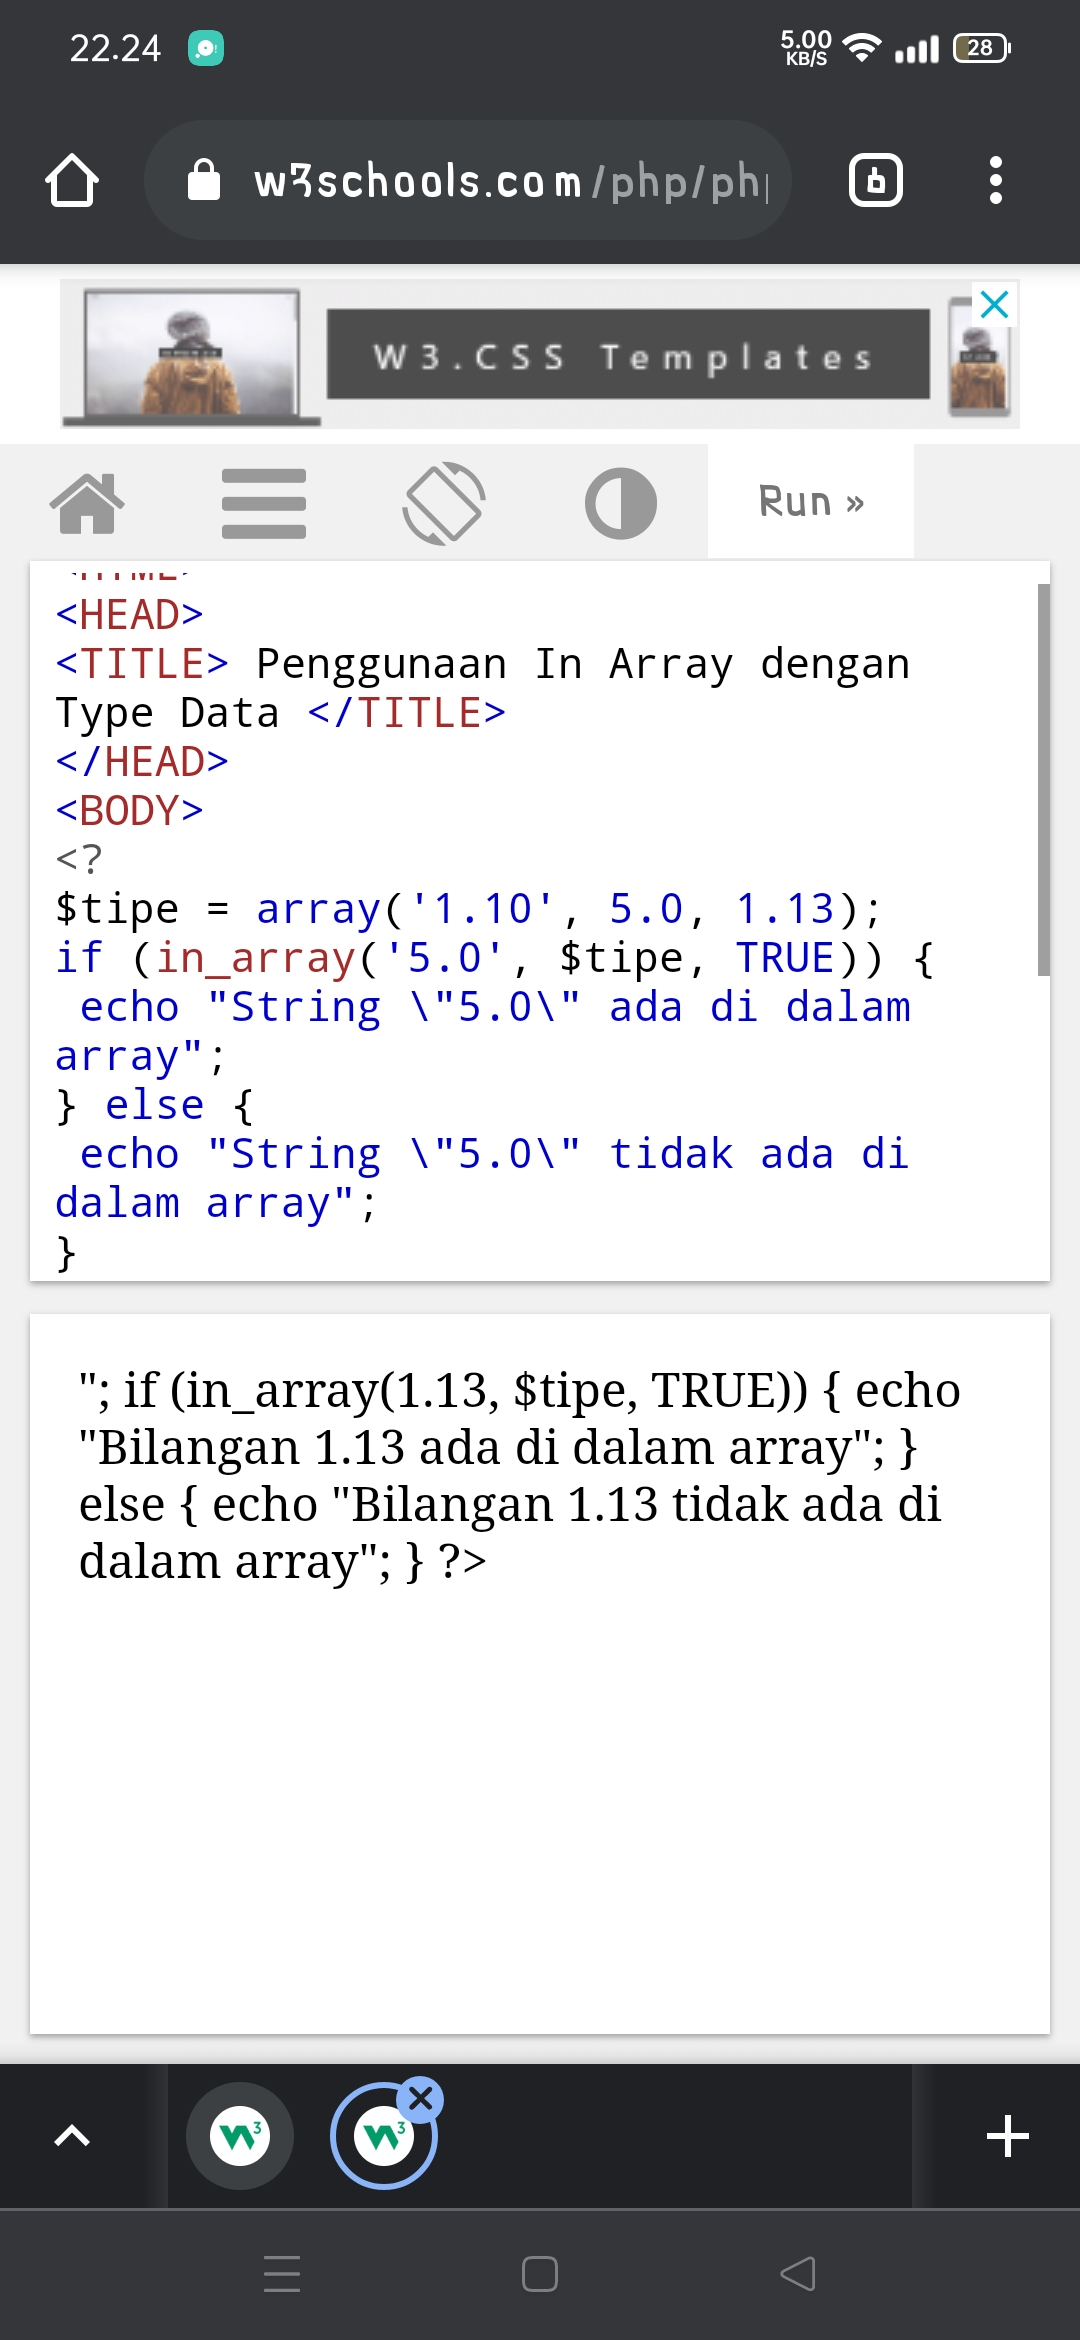 22.24
5.00
KB/S
28
w3schools.com/php/ph
W3.CSS Templates
Run »
<HTML>
<HEAD>
<TITLE> Penggunaan In Array dengan
Type Data </TITLE>
</HEAD>
<BODY>
<?
$tipe = array('1.10', 5.0, 1.13);
if (in_array('5.0', $tipe, TRUE)) {
echo "String \"5.0\" ada di dalam
array";
} else {
echo "String \"5.0\" tidak ada di
dalam array";
}
"; if (in_array(1.13, $tipe, TRUE)) { echo
"Bilangan 1.13 ada di dalam array"; }
else { echo "Bilangan 1.13 tidak ada di
dalam array"; } ?>